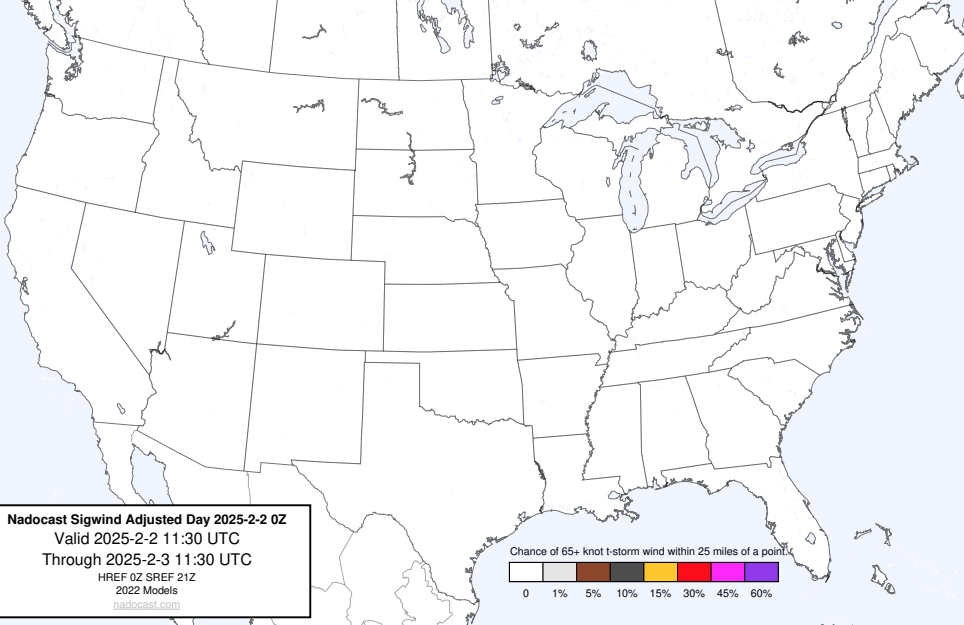 Nadocast Sigwind Adjusted Day 2025-2-2 0Z
Valid 2025-2-2 11:30 UTC
Through 2025-2-3 11:30 UTC
HREF 0Z SREF 21Z
2022 Models
nadocast.com
Chance of 65+ knot t-storm wind within 25 miles of a point.
0 1% 5% 10% 15% 30% 45% 60%